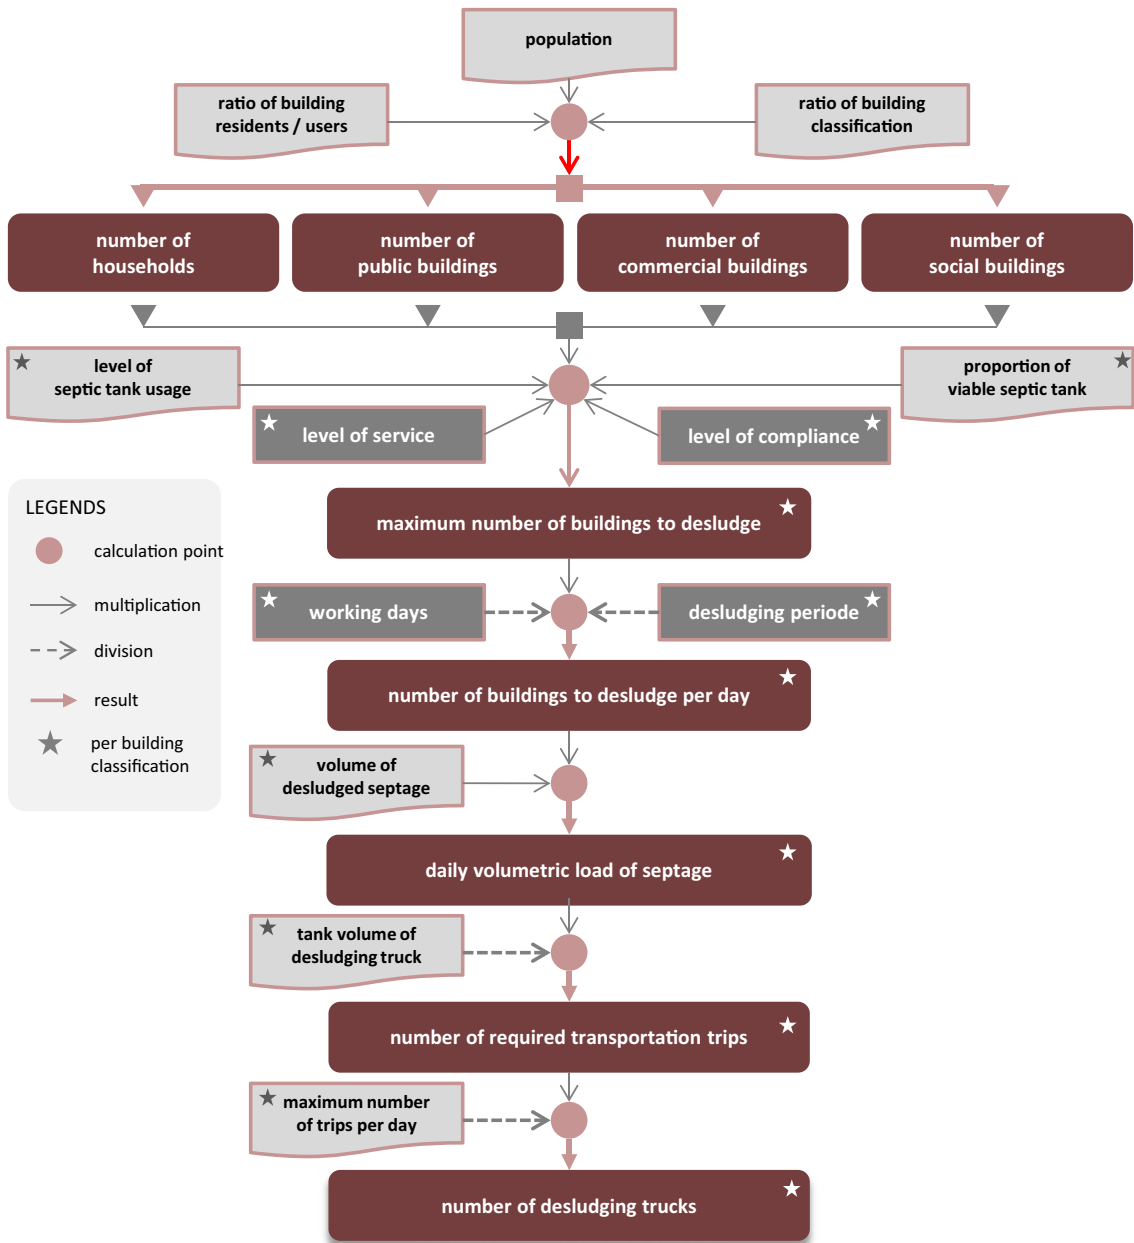 population
ratio of building
residents / users
ratio of building
classification
number of
households
number of
public buildings
number of
commercial buildings
number of
social buildings
level of
septic tank usage
proportion of
viable septic tank
level of service
level of compliance
LEGENDS
calculation point
multiplication
division
result
per building
classification
maximum number of buildings to desludge
working days
desludging periode
number of buildings to desludge per day
volume of
desludged septage
daily volumetric load of septage
tank volume of
desludging truck
number of required transportation trips
maximum number
of trips per day
number of desludging trucks